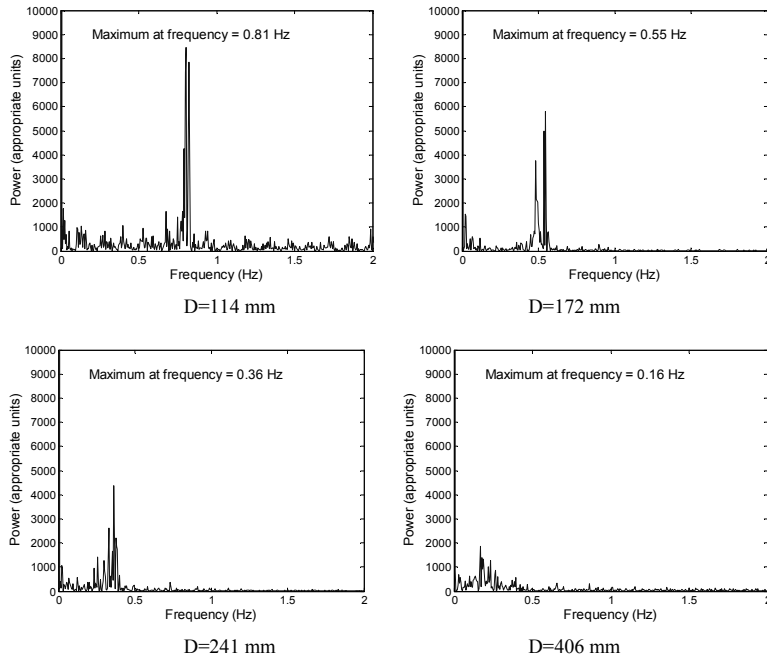 10000
9000
8000
7000
6000
5000
4000
3000
2000
1000
0
Power (appropriate units)
Maximum at frequency = 0.81 Hz
0 0.5 1 1.5 2
Frequency (Hz)
D=114 mm
10000
9000
8000
7000
6000
5000
4000
3000
2000
1000
0
Power (appropriate units)
Maximum at frequency = 0.55 Hz
0 0.5 1 1.5 2
Frequency (Hz)
D=172 mm
10000
9000
8000
7000
6000
5000
4000
3000
2000
1000
0
Power (appropriate units)
Maximum at frequency = 0.36 Hz
0 0.5 1 1.5 2
Frequency (Hz)
D=241 mm
10000
9000
8000
7000
6000
5000
4000
3000
2000
1000
0
Power (appropriate units)
Maximum at frequency = 0.16 Hz
0 0.5 1 1.5 2
Frequency (Hz)
D=406 mm